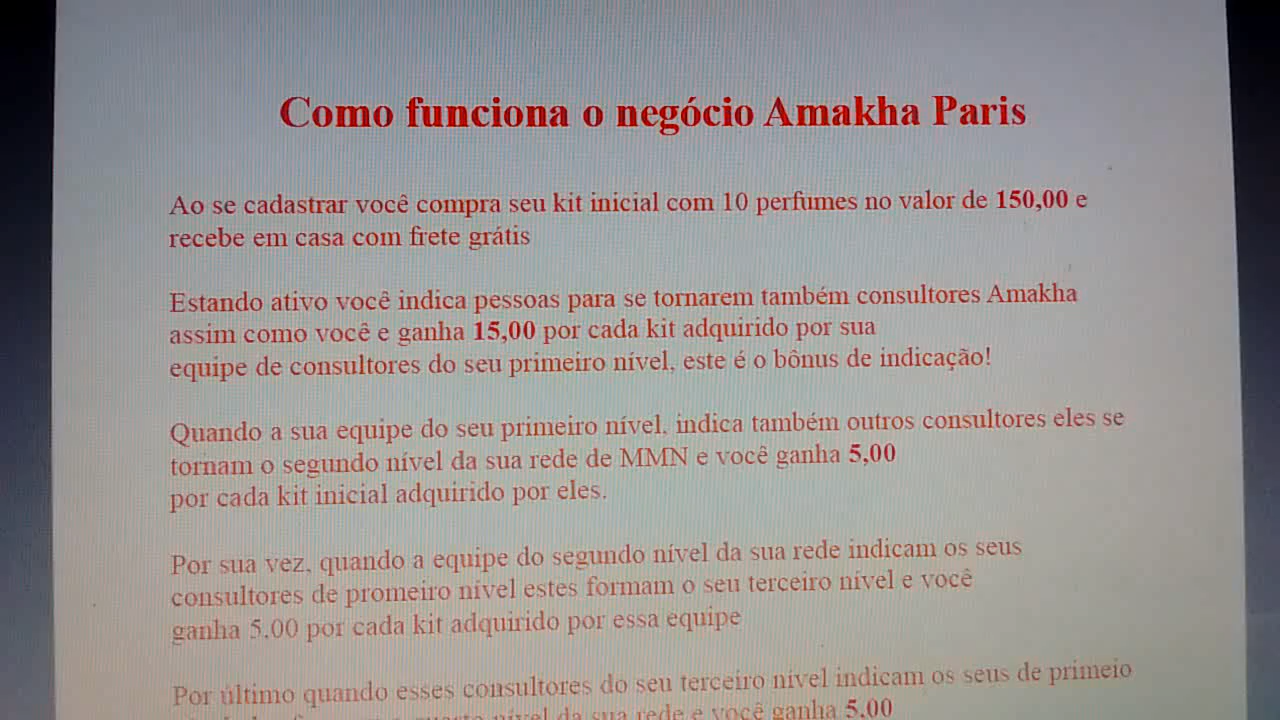 Como funciona o negócio Amakha Paris
Ao se cadastrar você compra seu kit inicial com 10 perfumes no valor de 150,00 e
recebe em casa com frete grátis
Estando ativo você indica pessoas para se tornarem também consultores Amakha
assim como você e ganha 15,00 por cada kit adquirido por sua
equipe de consultores do seu primeiro nível, este é o bônus de indicação!
Quando a sua equipe do seu primeiro nível, indica também outros consultores eles se
tornam o segundo nível da sua rede de MMN e você ganha 5,00
por cada kit inicial adquirido por eles.
Por sua vez, quando a equipe do segundo nível da sua rede indicam os seus
consultores de promeiro nível estes formam o seu terceiro nível e você
ganha 5,00 por cada kit adquirido por essa equipe
Por último quando esses consultores do seu terceiro nível indicam os seus de primeio
nível da sua rede e você ganha 5,00